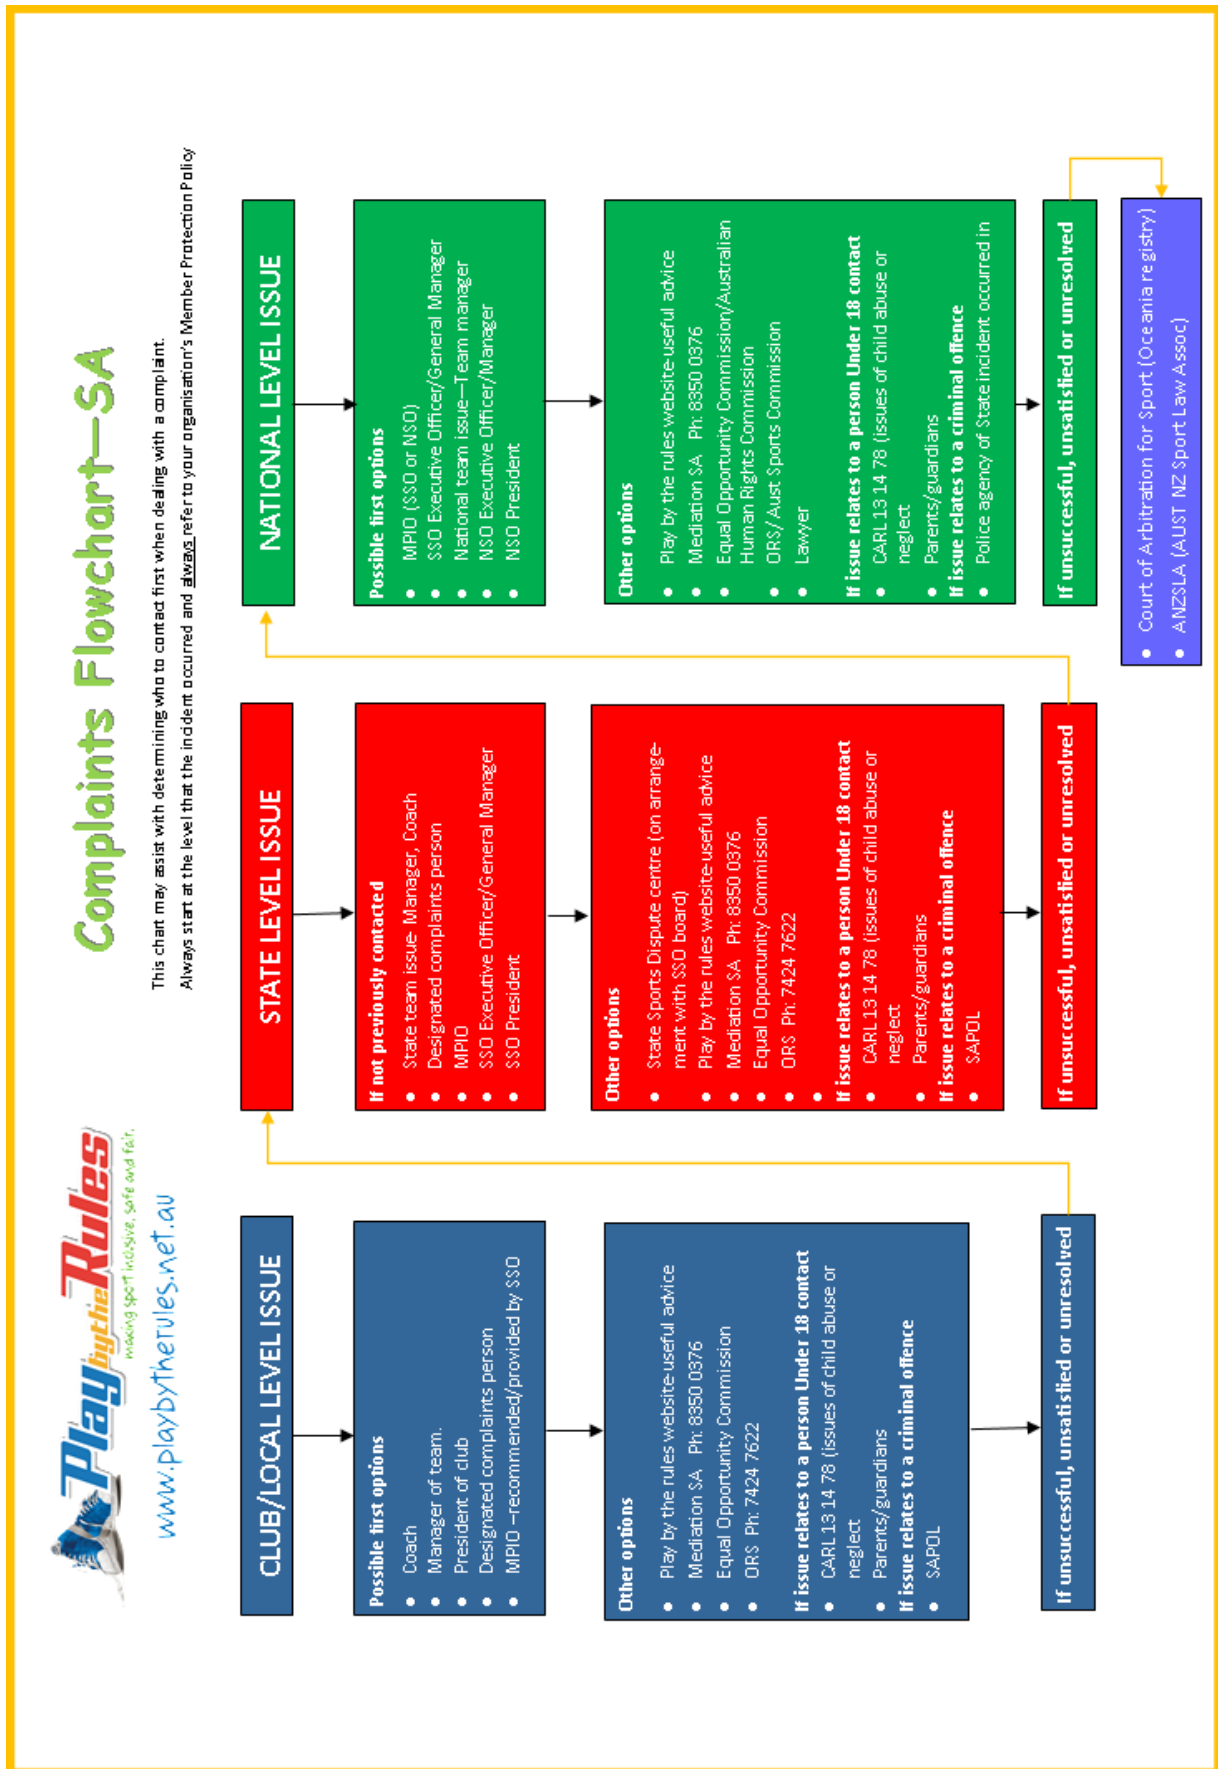 Play by the Rules
making sport inclusive, safe and fair.
www.playbytherules.net.au
Complaints Flowchart—SA
This chart may assist with determining who to contact first when dealing with a complaint.
Always start at the level that the incident occurred and always refer to your organisation's Member Protection Policy
CLUB/LOCAL LEVEL ISSUE
Possible first options
• Coach
• Manager of team.
• President of club
• Designated complaints person
• MPIO –recommended/provided by SSO
Other options
• Play by the rules website-useful advice
• Mediation SA Ph: 8350 0376
• Equal Opportunity Commission
• ORS Ph: 7424 7622
If issue relates to a person Under 18 contact
• CARL 13 14 78 (issues of child abuse or
neglect
• Parents/guardians
If issue relates to a criminal offence
• SAPOL
If unsuccessful, unsatisfied or unresolved
STATE LEVEL ISSUE
If not previously contacted
• State team issue- Manager, Coach
• Designated complaints person
• MPIO
• SSO Executive Officer/General Manager
• SSO President
Other options
• State Sports Dispute centre (on arrange-
ment with SSO board)
• Play by the rules website-useful advice
• Mediation SA Ph: 8350 0376
• Equal Opportunity Commission
• ORS Ph: 7424 7622
•
If issue relates to a person Under 18 contact
• CARL 13 14 78 (issues of child abuse or
neglect
• Parents/guardians
If issue relates to a criminal offence
• SAPOL
If unsuccessful, unsatisfied or unresolved
NATIONAL LEVEL ISSUE
Possible first options
• MPIO (SSO or NSO)
• SSO Executive Officer/General Manager
• National team issue—Team manager
• NSO Executive Officer/Manager
• NSO President
Other options
• Play by the rules website-useful advice
• Mediation SA Ph: 8350 0376
• Equal Opportunity Commission/Australian
Human Rights Commission
• ORS/Aust Sports Commission
• Lawyer
If issue relates to a person Under 18 contact
• CARL 13 14 78 (issues of child abuse or
neglect
• Parents/guardians
If issue relates to a criminal offence
• Police agency of State incident occurred in
If unsuccessful, unsatisfied or unresolved
• Court of Arbitration for Sport (Oceania registry)
• ANZSLA (AUST NZ Sport Law Assoc)